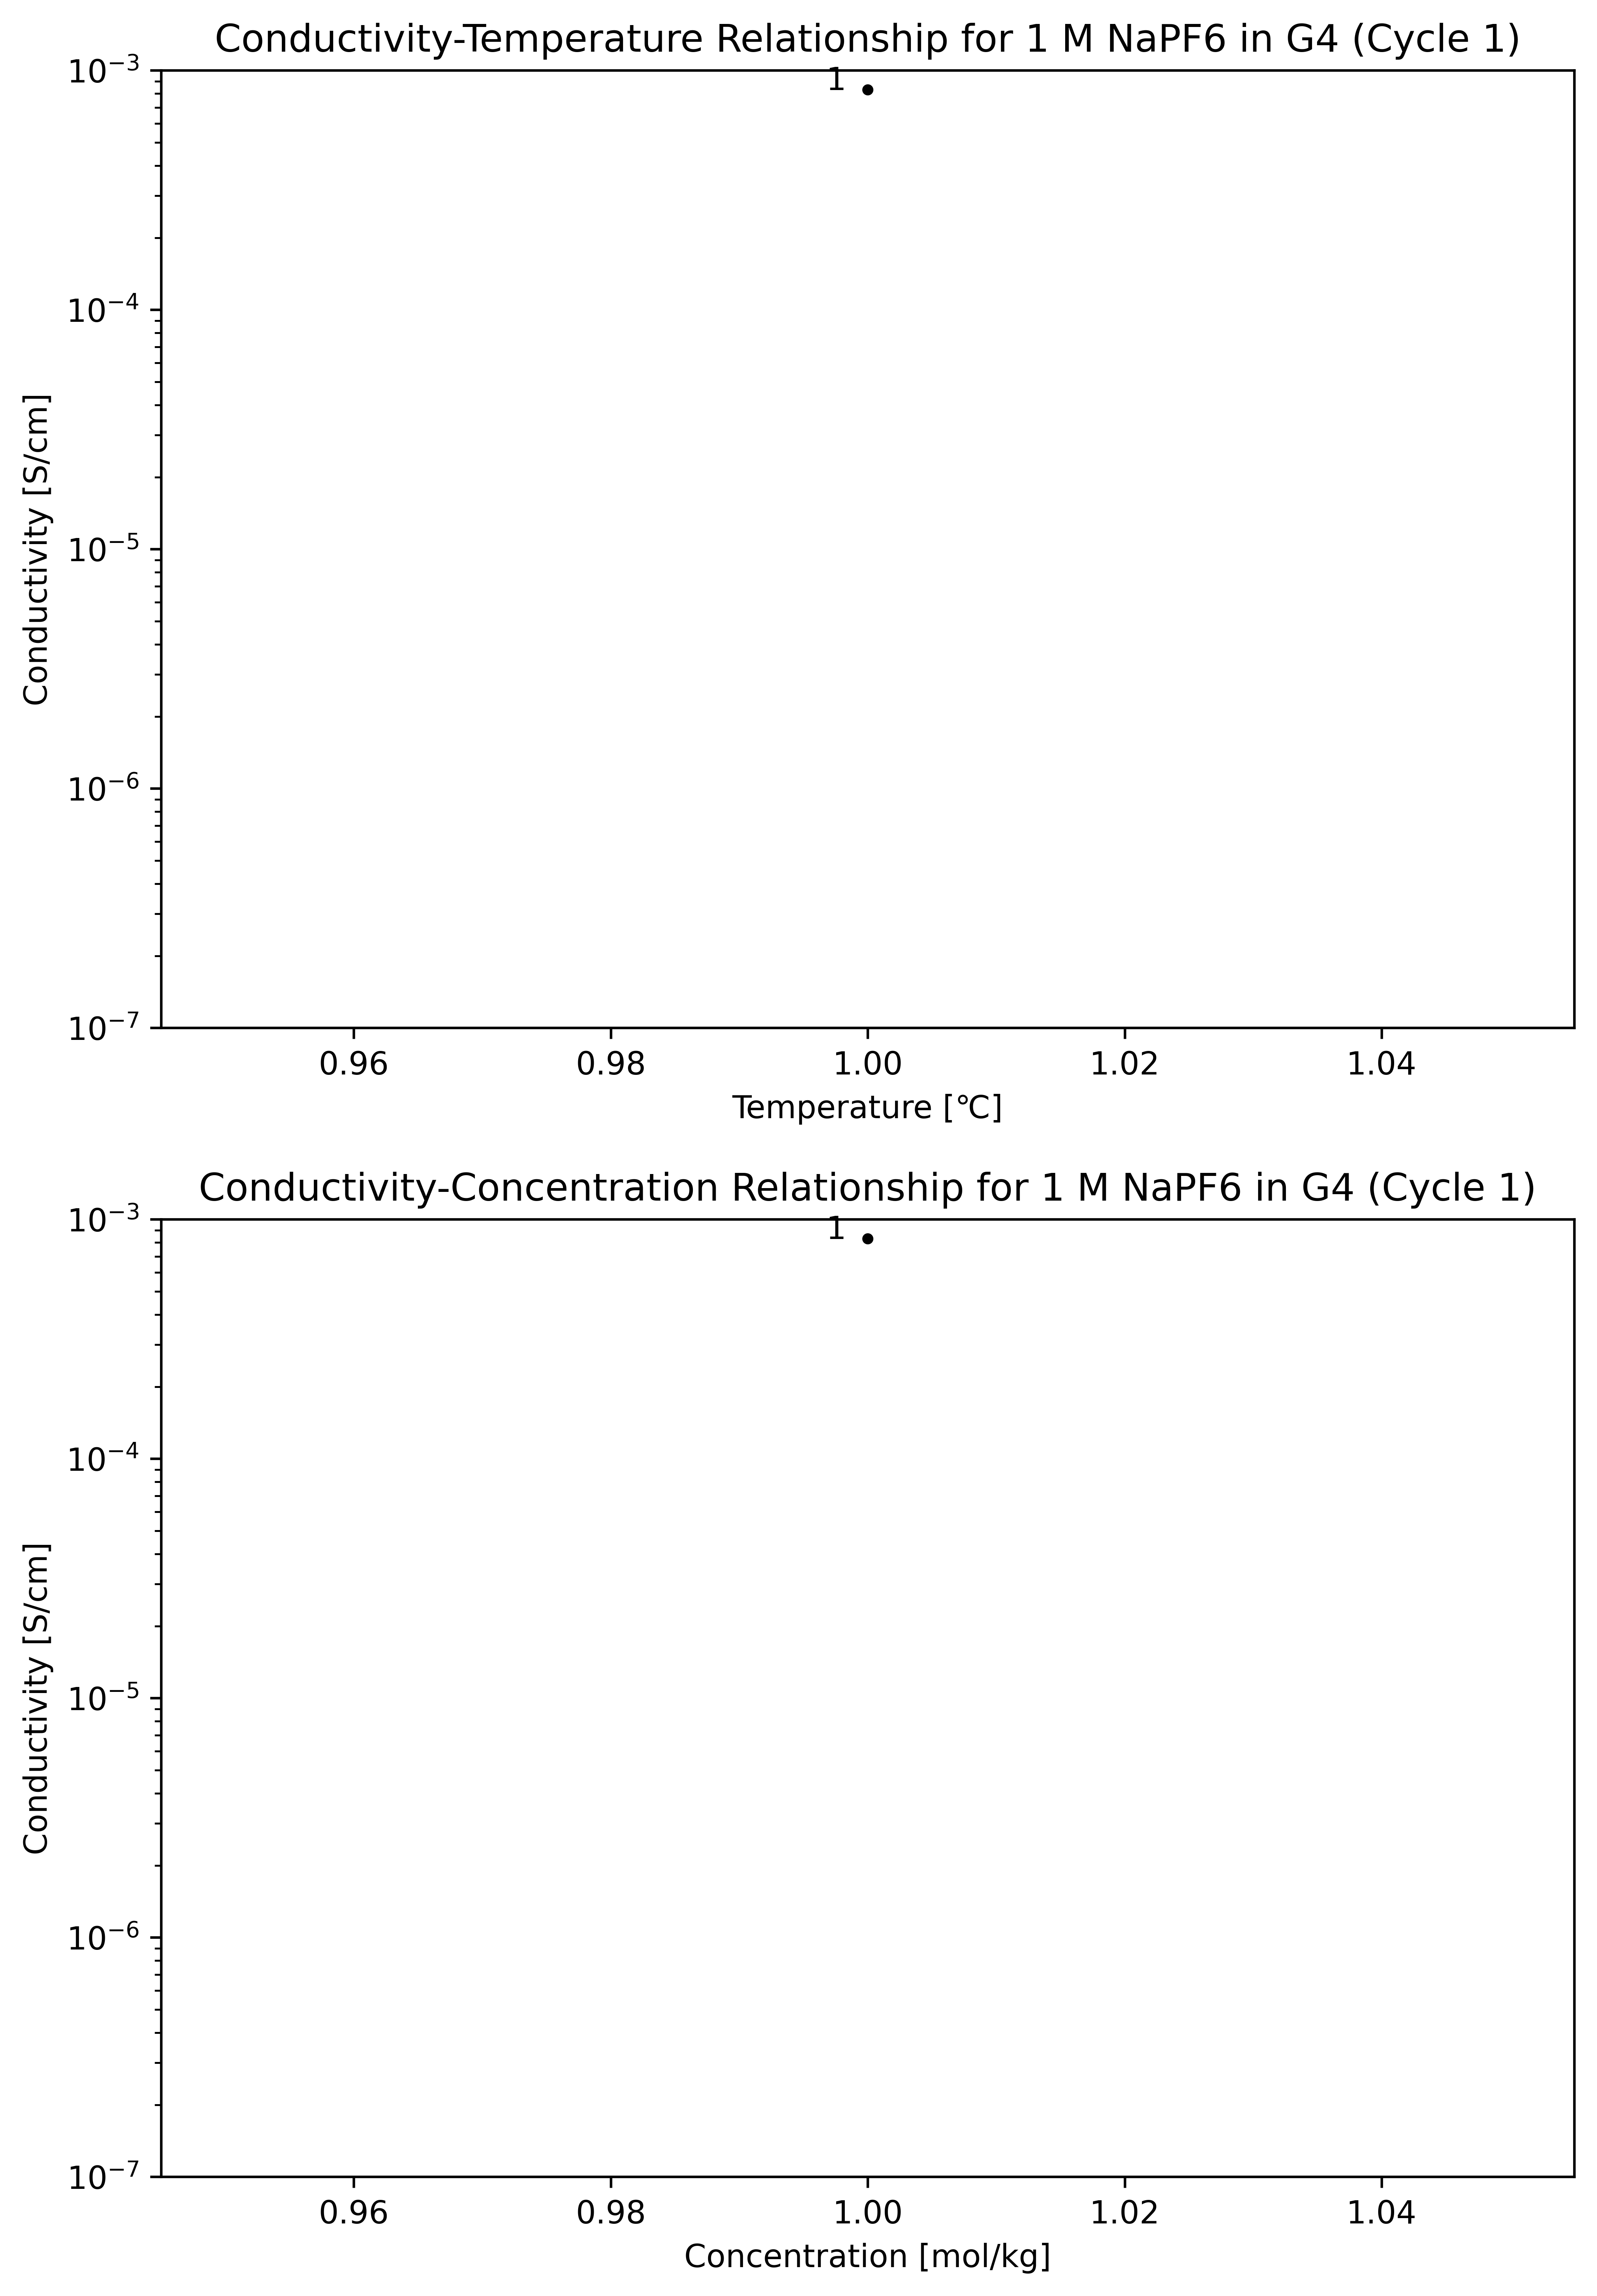 Conductivity-Temperature Relationship for 1 M NaPF6 in G4 (Cycle 1)
10⁻³
1
10⁻⁴
10⁻⁵
10⁻⁶
10⁻⁷
Conductivity [S/cm]
0.96 0.98 1.00 1.02 1.04
Temperature [℃]
Conductivity-Concentration Relationship for 1 M NaPF6 in G4 (Cycle 1)
10⁻³
1
10⁻⁴
10⁻⁵
10⁻⁶
10⁻⁷
Conductivity [S/cm]
0.96 0.98 1.00 1.02 1.04
Concentration [mol/kg]